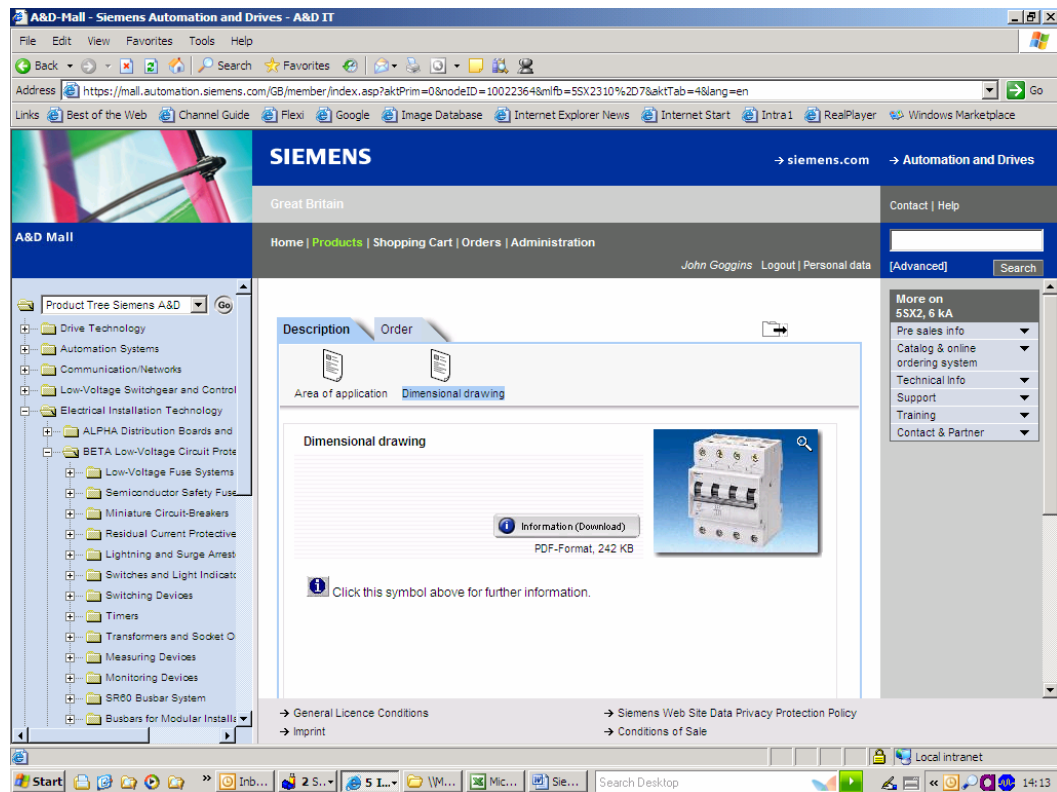 A&D-Mall - Siemens Automation and Drives - A&D IT
File Edit View Favorites Tools Help
Back Search Favorites
Address https://mall.automation.siemens.com/GB/member/index.asp?aktPrim=0&nodeID=10022364&mlfb=5SX2310%2D7&aktTab=4&lang=en Go
Links Best of the Web Channel Guide Flexi Google Image Database Internet Explorer News Internet Start Intra1 RealPlayer Windows Marketplace
SIEMENS
→ siemens.com → Automation and Drives
Great Britain
Contact | Help
A&D Mall
Home | Products | Shopping Cart | Orders | Administration
John Goggins Logout | Personal data
[Advanced] Search
Product Tree Siemens A&D Go
Drive Technology
Automation Systems
Communication/Networks
Low-Voltage Switchgear and Control
Electrical Installation Technology
ALPHA Distribution Boards and
BETA Low-Voltage Circuit Prote
Low-Voltage Fuse Systems
Semiconductor Safety Fuse
Miniature Circuit-Breakers
Residual Current Protective
Lightning and Surge Arrest
Switches and Light Indicato
Switching Devices
Timers
Transformers and Socket O
Measuring Devices
Monitoring Devices
SR60 Busbar System
Busbars for Modular Installa
Description Order
Area of application Dimensional drawing
Dimensional drawing
Information (Download)
PDF-Format, 242 KB
Click this symbol above for further information.
More on
5SX2, 6 kA
Pre sales info
Catalog & online
ordering system
Technical Info
Support
Training
Contact & Partner
→ General Licence Conditions → Siemens Web Site Data Privacy Protection Policy
→ Imprint → Conditions of Sale
Local intranet
Start » Inb... 2 S... 5 I... \\M... Mic... Sie... Search Desktop « 14:13